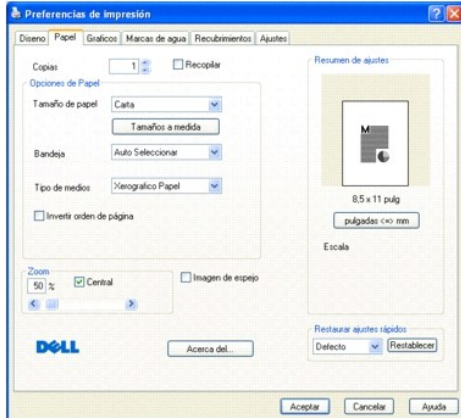 Preferencias de impresión
Diseno Papel Graficos Marcas de agua Recubrimientos Ajustes
Copias 1 Recopilar
Opciones de Papel
Tamaño de papel Carta
Tamaños a medida
Bandeja Auto Seleccionar
Tipo de medios Xerografico Papel
Invertir orden de página
Zoom
50 % Central
Imagen de espejo
DELL
Acerca del...
Resumen de ajustes
M
8,5 x 11 pulg
pulgadas <=> mm
Escala
Restaurar ajustes rápidos
Defecto Restablecer
Aceptar Cancelar Ayuda